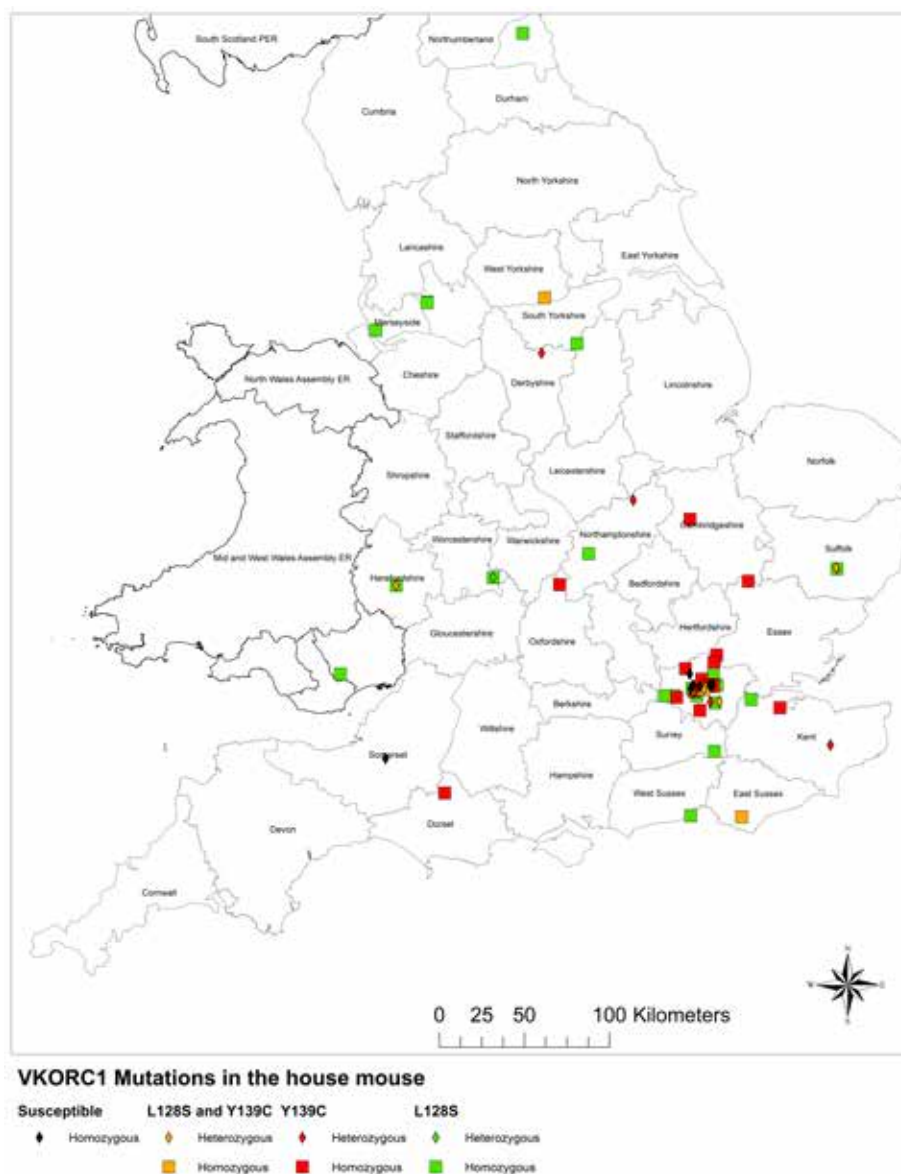 South Scotland PER
Northumberland
Durham
Cumbria
North Yorkshire
Lancashire
West Yorkshire
East Yorkshire
Merseyside
South Yorkshire
North Wales Assembly ER
Cheshire
Derbyshire
Lincolnshire
Staffordshire
Norfolk
Shropshire
Leicestershire
Cambridgeshire
Worcestershire
Warwickshire
Northamptonshire
Suffolk
Mid and West Wales Assembly ER
Herefordshire
Bedfordshire
Gloucestershire
Oxfordshire
Hertfordshire
Essex
Berkshire
Wiltshire
Surrey
Kent
Somerset
Hampshire
West Sussex
East Sussex
Dorset
Devon
Cornwall
N
W
E
S
0 25 50 100 Kilometers
VKORC1 Mutations in the house mouse
Susceptible L128S and Y139C Y139C L128S
Homozygous Heterozygous Heterozygous Heterozygous
Homozygous Homozygous Homozygous